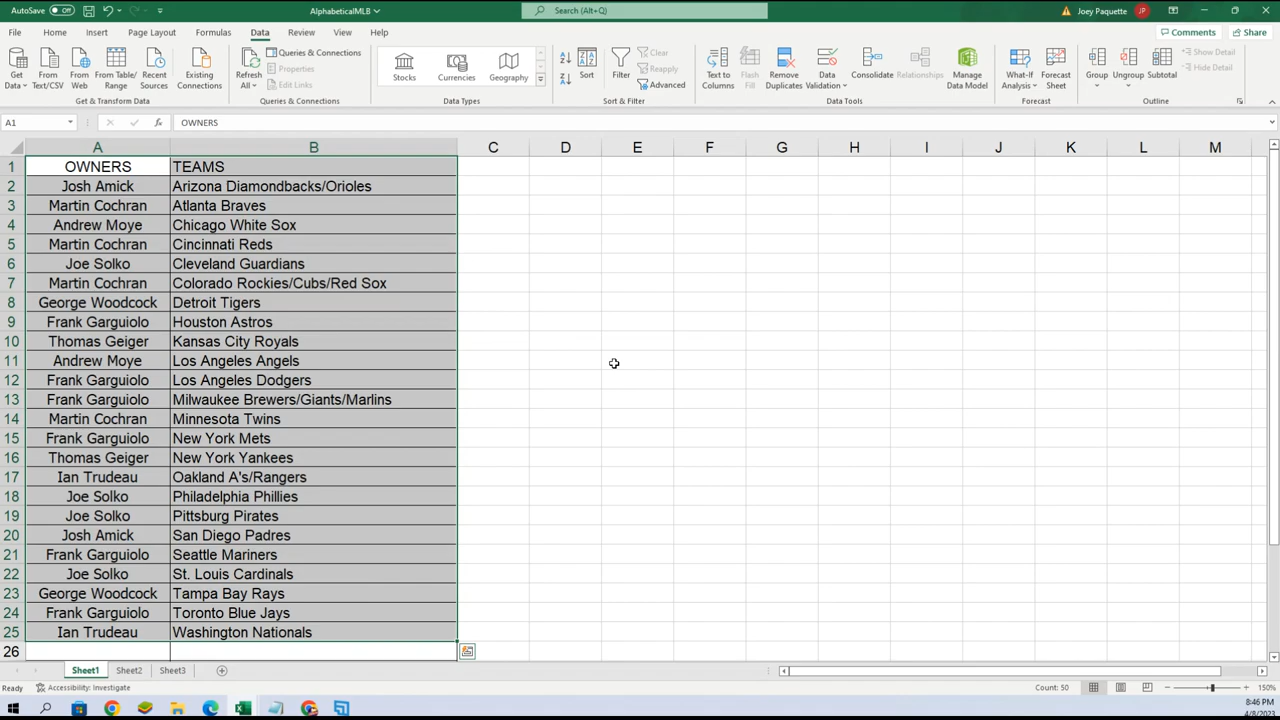 AutoSave Off AlphabeticalMLB Search (Alt+Q) Joey Paquette JP
File Home Insert Page Layout Formulas Data Review View Help Comments Share
Get Data From Text/CSV From Web From Table/ Range Recent Sources Existing Connections
Refresh All Queries & Connections Properties Edit Links
Stocks Currencies Geography
Sort Filter Clear Reapply Advanced
Text to Columns Flash Fill Remove Duplicates Data Validation Consolidate Relationships Manage Data Model
What-If Analysis Forecast Sheet Group Ungroup Subtotal Show Detail Hide Detail
Get & Transform Data Queries & Connections Data Types Sort & Filter Data Tools Forecast Outline
A1 fx OWNERS
A B C D E F G H I J K L M
1 OWNERS TEAMS
2 Josh Amick Arizona Diamondbacks/Orioles
3 Martin Cochran Atlanta Braves
4 Andrew Moye Chicago White Sox
5 Martin Cochran Cincinnati Reds
6 Joe Solko Cleveland Guardians
7 Martin Cochran Colorado Rockies/Cubs/Red Sox
8 George Woodcock Detroit Tigers
9 Frank Garguiolo Houston Astros
10 Thomas Geiger Kansas City Royals
11 Andrew Moye Los Angeles Angels
12 Frank Garguiolo Los Angeles Dodgers
13 Frank Garguiolo Milwaukee Brewers/Giants/Marlins
14 Martin Cochran Minnesota Twins
15 Frank Garguiolo New York Mets
16 Thomas Geiger New York Yankees
17 Ian Trudeau Oakland A's/Rangers
18 Joe Solko Philadelphia Phillies
19 Joe Solko Pittsburg Pirates
20 Josh Amick San Diego Padres
21 Frank Garguiolo Seattle Mariners
22 Joe Solko St. Louis Cardinals
23 George Woodcock Tampa Bay Rays
24 Frank Garguiolo Toronto Blue Jays
25 Ian Trudeau Washington Nationals
26
Sheet1 Sheet2 Sheet3
Ready Accessibility: Investigate Count: 50 150%
8:46 PM
4/8/2023